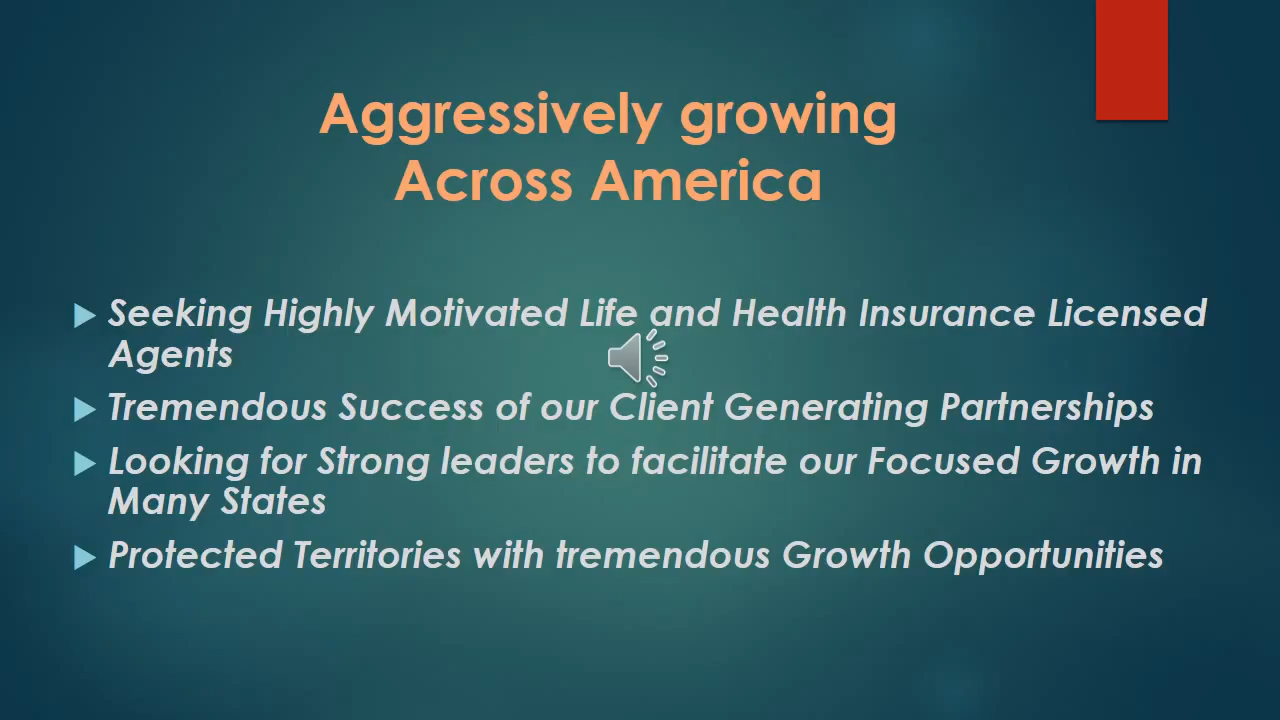 Aggressively growing
Across America
Seeking Highly Motivated Life and Health Insurance Licensed
Agents
Tremendous Success of our Client Generating Partnerships
Looking for Strong leaders to facilitate our Focused Growth in
Many States
Protected Territories with tremendous Growth Opportunities